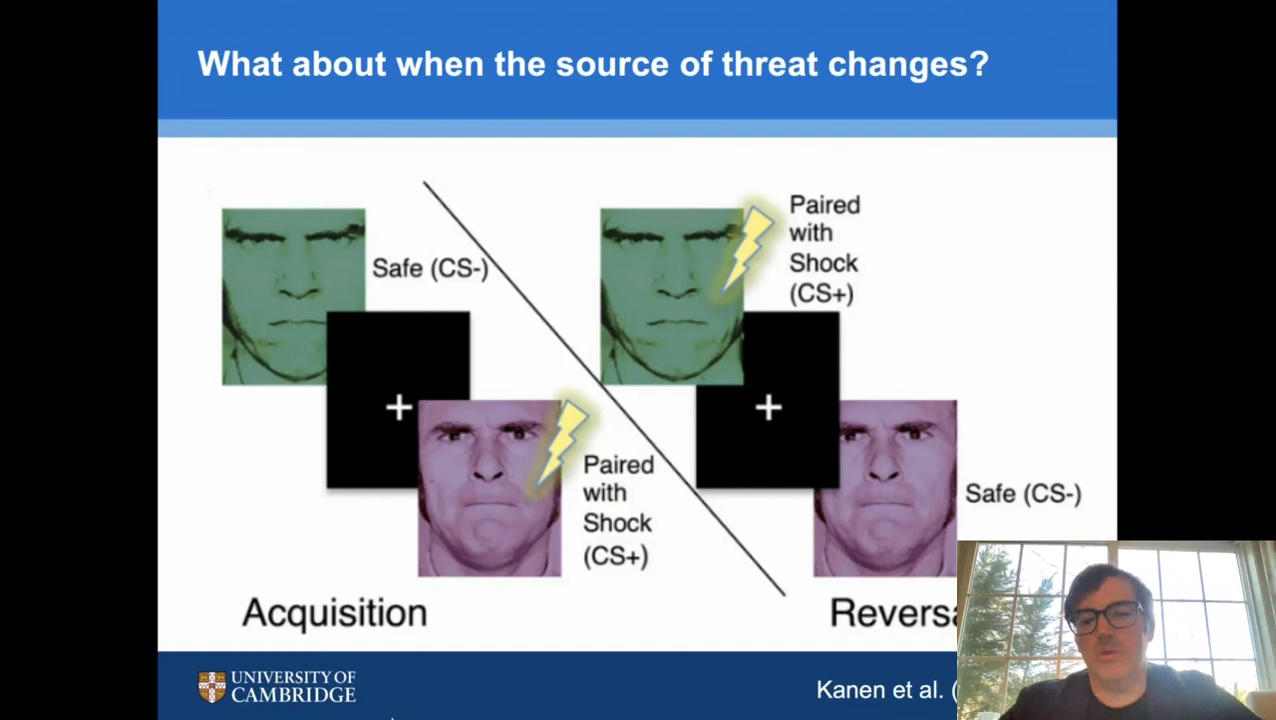 What about when the source of threat changes?
Safe (CS-)
Paired
with
Shock
(CS+)
Acquisition
Paired
with
Shock
(CS+)
Safe (CS-)
Reversa
UNIVERSITY OF
CAMBRIDGE
Kanen et al. (